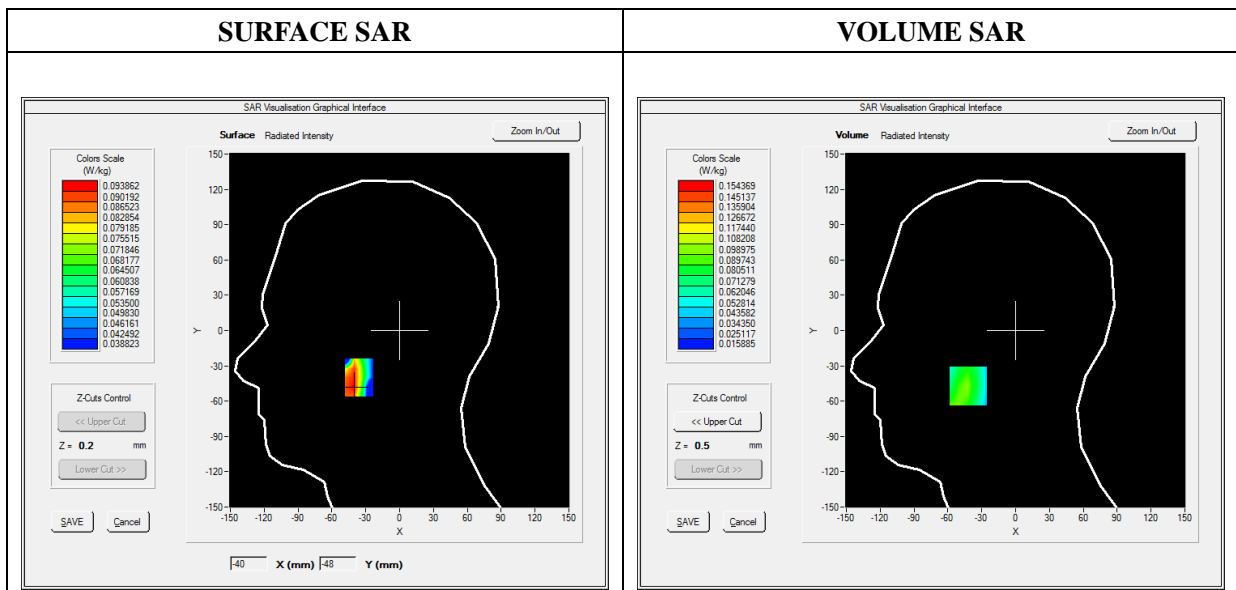 SURFACE SAR
VOLUME SAR
SAR Visualisation Graphical Interface
Surface Radiated Intensity
Zoom In/Out
Colors Scale
(W/kg)
0.093862
0.090192
0.086523
0.082854
0.079185
0.075515
0.071846
0.068177
0.064507
0.060838
0.057169
0.053500
0.049830
0.046161
0.042492
0.038823
Z-Cuts Control
<< Upper Cut
Z = 0.2 mm
Lower Cut >>
SAVE Cancel
150
120
90
60
30
0
-30
-60
-90
-120
-150
Y
-150 -120 -90 -60 -30 0 30 60 90 120 150
X
-40 X (mm) -48 Y (mm)
SAR Visualisation Graphical Interface
Volume Radiated Intensity
Zoom In/Out
Colors Scale
(W/kg)
0.154369
0.145137
0.135904
0.126672
0.117440
0.108208
0.098975
0.089743
0.080511
0.071279
0.062046
0.052814
0.043582
0.034350
0.025117
0.015885
Z-Cuts Control
<< Upper Cut
Z = 0.5 mm
Lower Cut >>
SAVE Cancel
150
120
90
60
30
0
-30
-60
-90
-120
-150
Y
-150 -120 -90 -60 -30 0 30 60 90 120 150
X